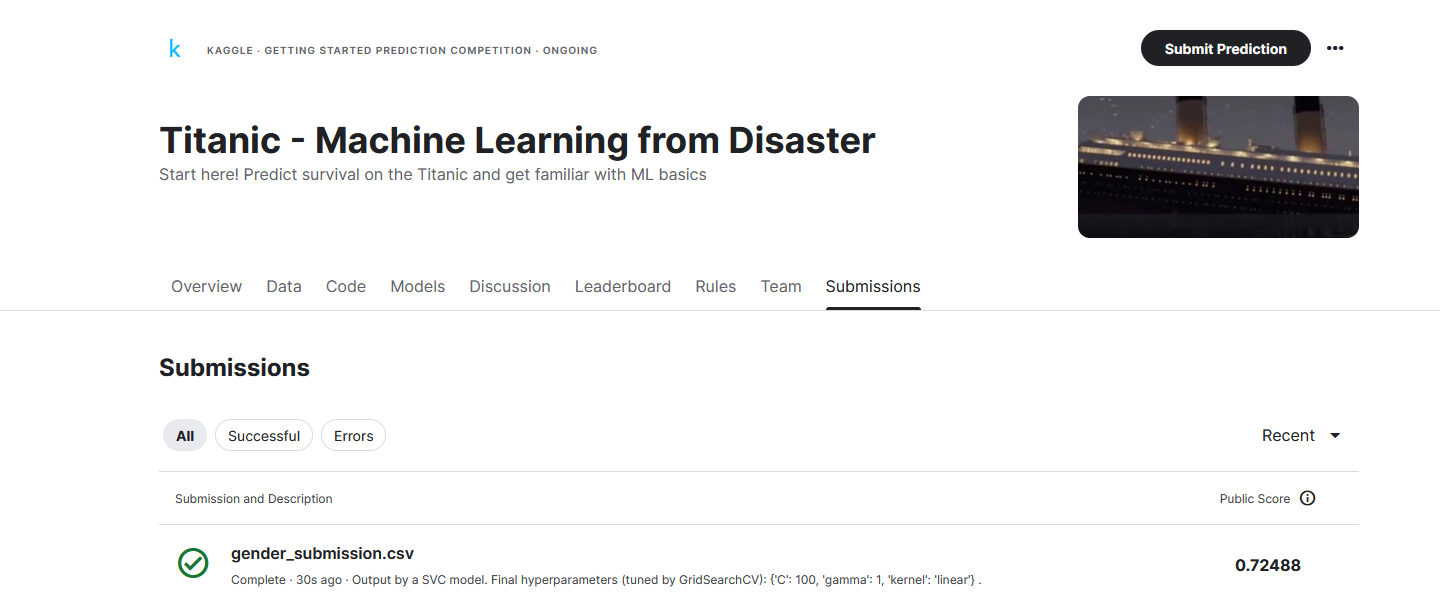 k KAGGLE · GETTING STARTED PREDICTION COMPETITION · ONGOING
Submit Prediction
Titanic - Machine Learning from Disaster
Start here! Predict survival on the Titanic and get familiar with ML basics
Overview Data Code Models Discussion Leaderboard Rules Team Submissions
Submissions
All Successful Errors Recent
Submission and Description Public Score
gender_submission.csv
Complete · 30s ago · Output by a SVC model. Final hyperparameters (tuned by GridSearchCV): {'C': 100, 'gamma': 1, 'kernel': 'linear'} .
0.72488